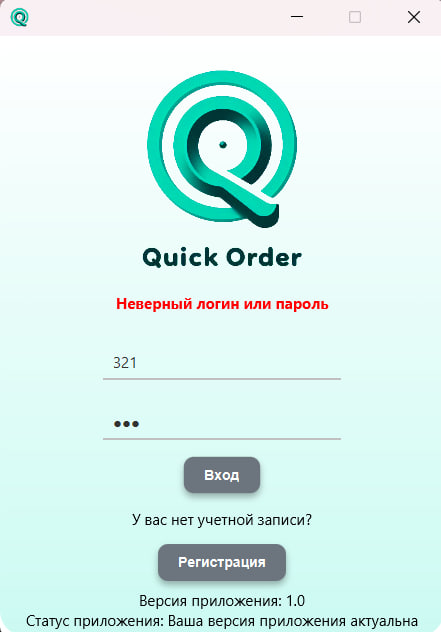 Quick Order
Неверный логин или пароль
321
•••
Вход
У вас нет учетной записи?
Регистрация
Версия приложения: 1.0
Статус приложения: Ваша версия приложения актуальна